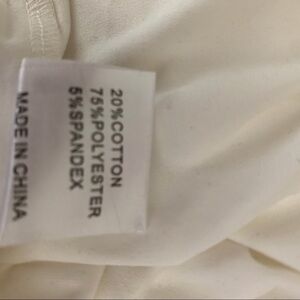 20%COTTON
75%POLYESTER
5%SPANDEX
MADE IN CHINA